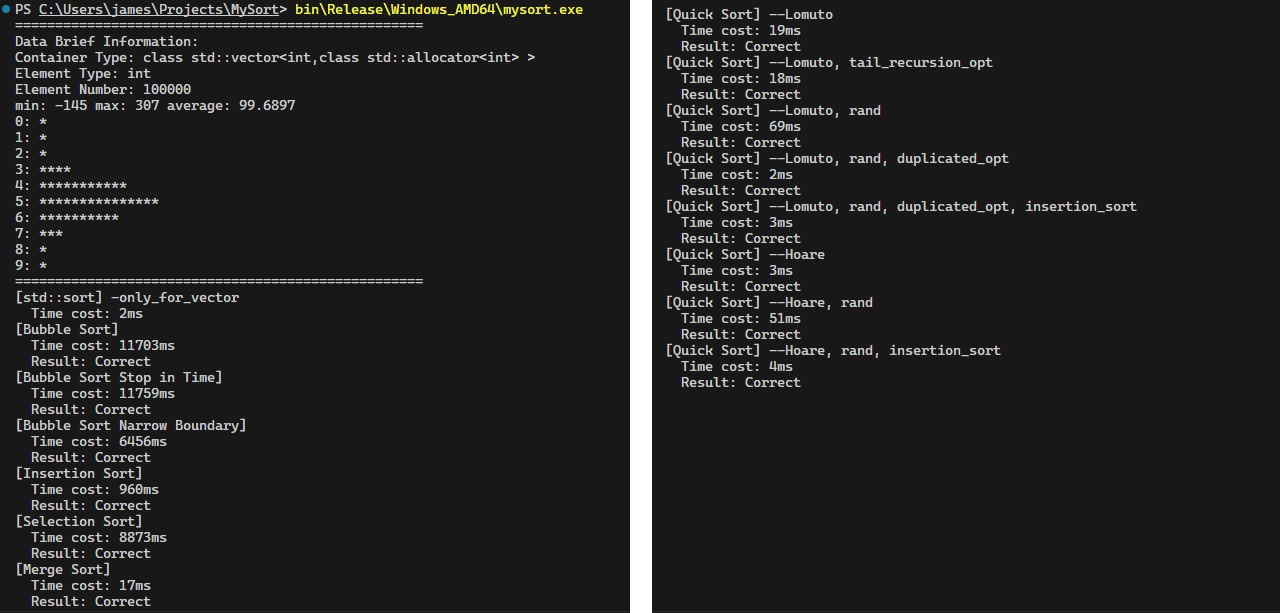 PS C:\Users\james\Projects\MySort> bin\Release\Windows_AMD64\mysort.exe
===================================================
Data Brief Information:
Container Type: class std::vector<int,class std::allocator<int> >
Element Type: int
Element Number: 100000
min: -145 max: 307 average: 99.6897
0: *
1: *
2: *
3: ****
4: ***********
5: ***************
6: **********
7: ***
8: *
9: *
===================================================
[std::sort] -only_for_vector
  Time cost: 2ms
[Bubble Sort]
  Time cost: 11703ms
  Result: Correct
[Bubble Sort Stop in Time]
  Time cost: 11759ms
  Result: Correct
[Bubble Sort Narrow Boundary]
  Time cost: 6456ms
  Result: Correct
[Insertion Sort]
  Time cost: 960ms
  Result: Correct
[Selection Sort]
  Time cost: 8873ms
  Result: Correct
[Merge Sort]
  Time cost: 17ms
  Result: Correct
[Quick Sort] --Lomuto
  Time cost: 19ms
  Result: Correct
[Quick Sort] --Lomuto, tail_recursion_opt
  Time cost: 18ms
  Result: Correct
[Quick Sort] --Lomuto, rand
  Time cost: 69ms
  Result: Correct
[Quick Sort] --Lomuto, rand, duplicated_opt
  Time cost: 2ms
  Result: Correct
[Quick Sort] --Lomuto, rand, duplicated_opt, insertion_sort
  Time cost: 3ms
  Result: Correct
[Quick Sort] --Hoare
  Time cost: 3ms
  Result: Correct
[Quick Sort] --Hoare, rand
  Time cost: 51ms
  Result: Correct
[Quick Sort] --Hoare, rand, insertion_sort
  Time cost: 4ms
  Result: Correct